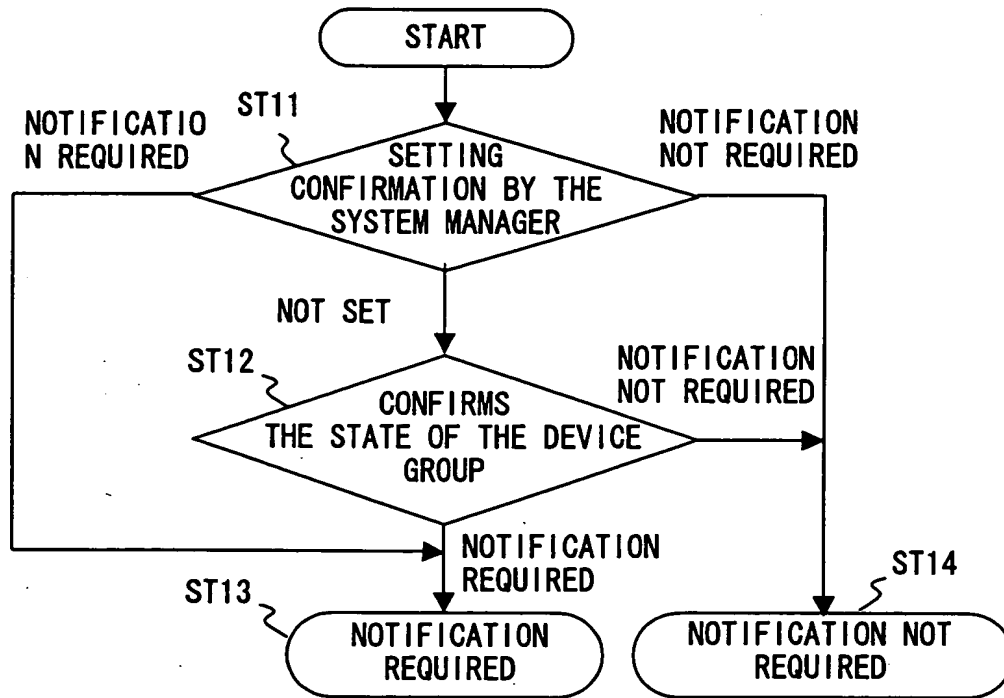 START
ST11
NOTIFICATIO
N REQUIRED
NOTIFICATION
NOT REQUIRED
SETTING
CONFIRMATION BY THE
SYSTEM MANAGER
NOT SET
ST12
NOTIFICATION
NOT REQUIRED
CONFIRMS
THE STATE OF THE DEVICE
GROUP
NOTIFICATION
REQUIRED
ST13
ST14
NOTIFICATION
REQUIRED
NOTIFICATION NOT
REQUIRED